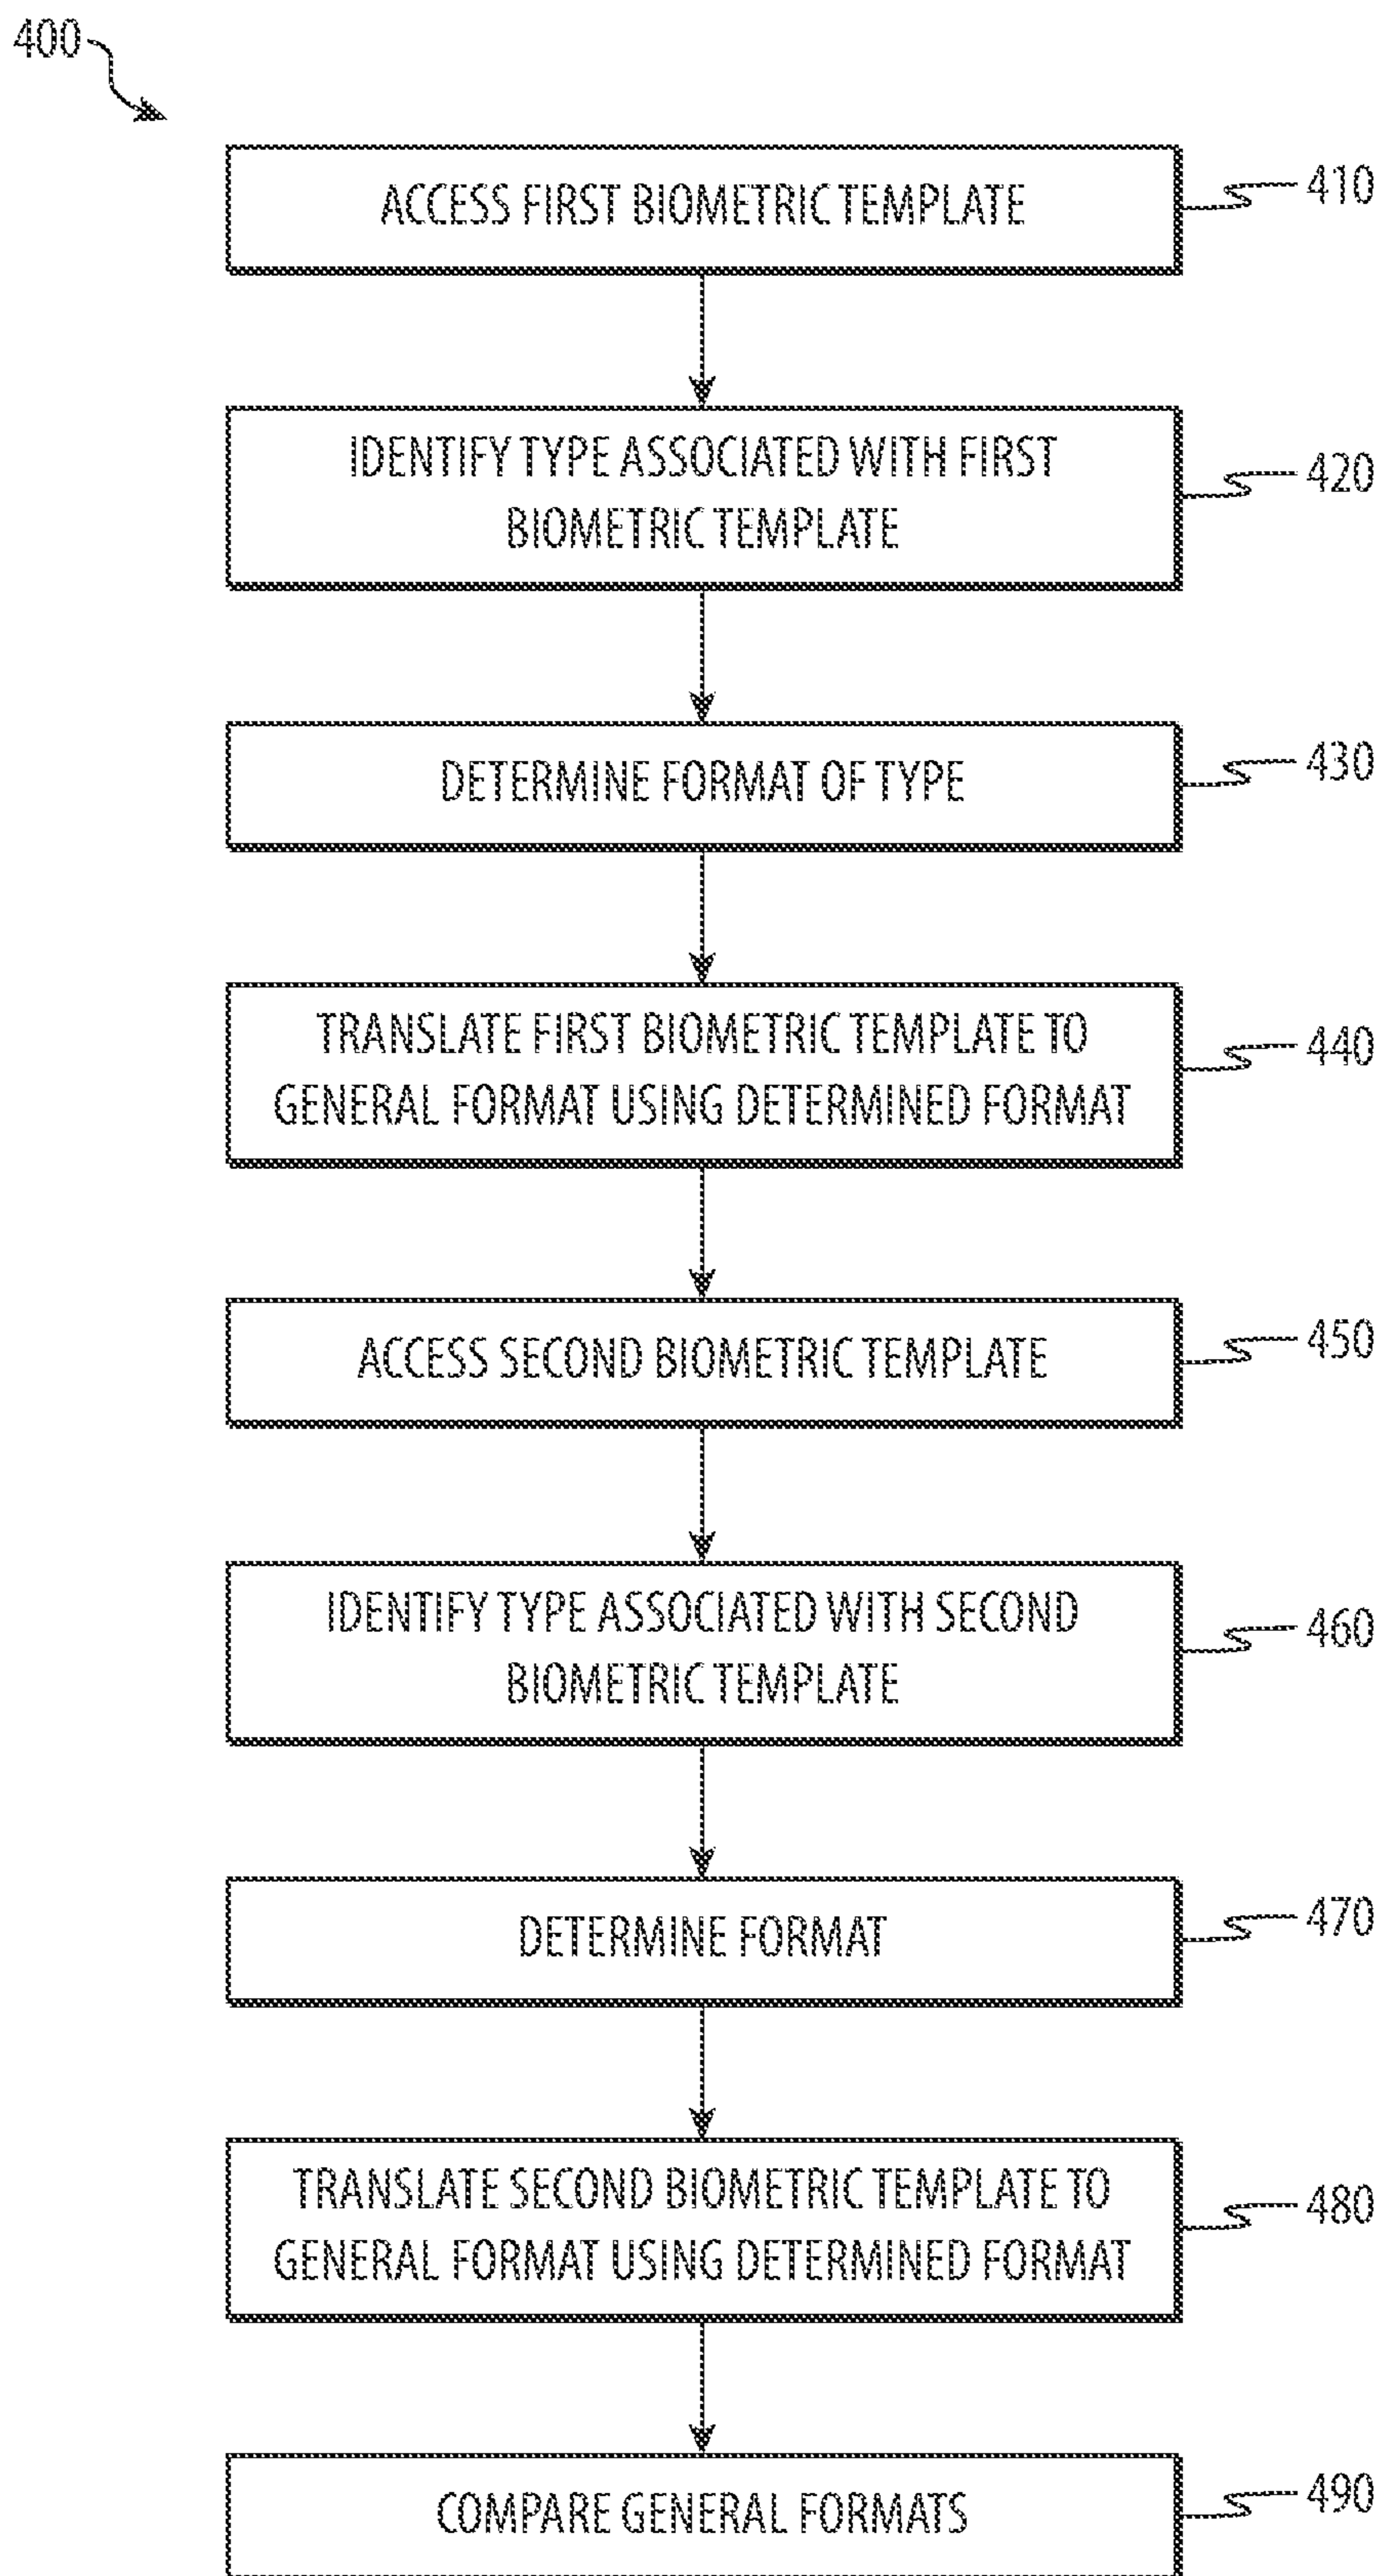 400
ACCESS FIRST BIOMETRIC TEMPLATE
410
IDENTIFY TYPE ASSOCIATED WITH FIRST
BIOMETRIC TEMPLATE
420
DETERMINE FORMAT OF TYPE
430
TRANSLATE FIRST BIOMETRIC TEMPLATE TO
GENERAL FORMAT USING DETERMINED FORMAT
440
ACCESS SECOND BIOMETRIC TEMPLATE
450
IDENTIFY TYPE ASSOCIATED WITH SECOND
BIOMETRIC TEMPLATE
460
DETERMINE FORMAT
470
TRANSLATE SECOND BIOMETRIC TEMPLATE TO
GENERAL FORMAT USING DETERMINED FORMAT
480
COMPARE GENERAL FORMATS
490